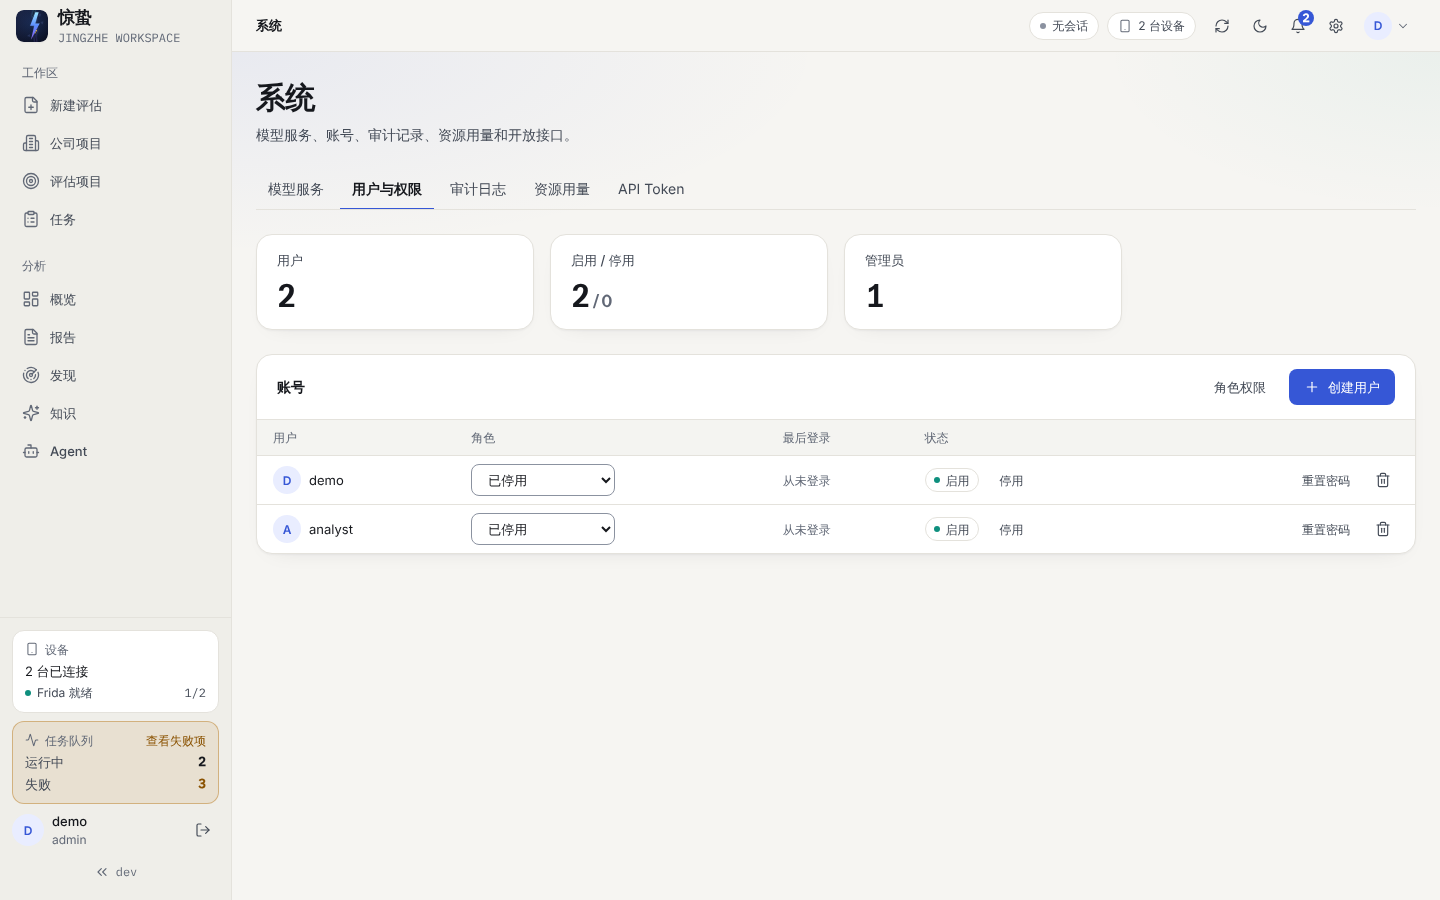 惊蛰
JINGZHE WORKSPACE
工作区
新建评估
公司项目
评估项目
任务
分析
概览
报告
发现
知识
Agent
设备
2 台已连接
Frida 就绪 1/2
任务队列 查看失败项
运行中 2
失败 3
D demo
admin
dev
系统
无会话 2 台设备 2 D
系统
模型服务、账号、审计记录、资源用量和开放接口。
模型服务 用户与权限 审计日志 资源用量 API Token
用户
2
启用 / 停用
2 / 0
管理员
1
账号 角色权限 创建用户
用户 角色 最后登录 状态
D demo 已停用 从未登录 启用 停用 重置密码
A analyst 已停用 从未登录 启用 停用 重置密码